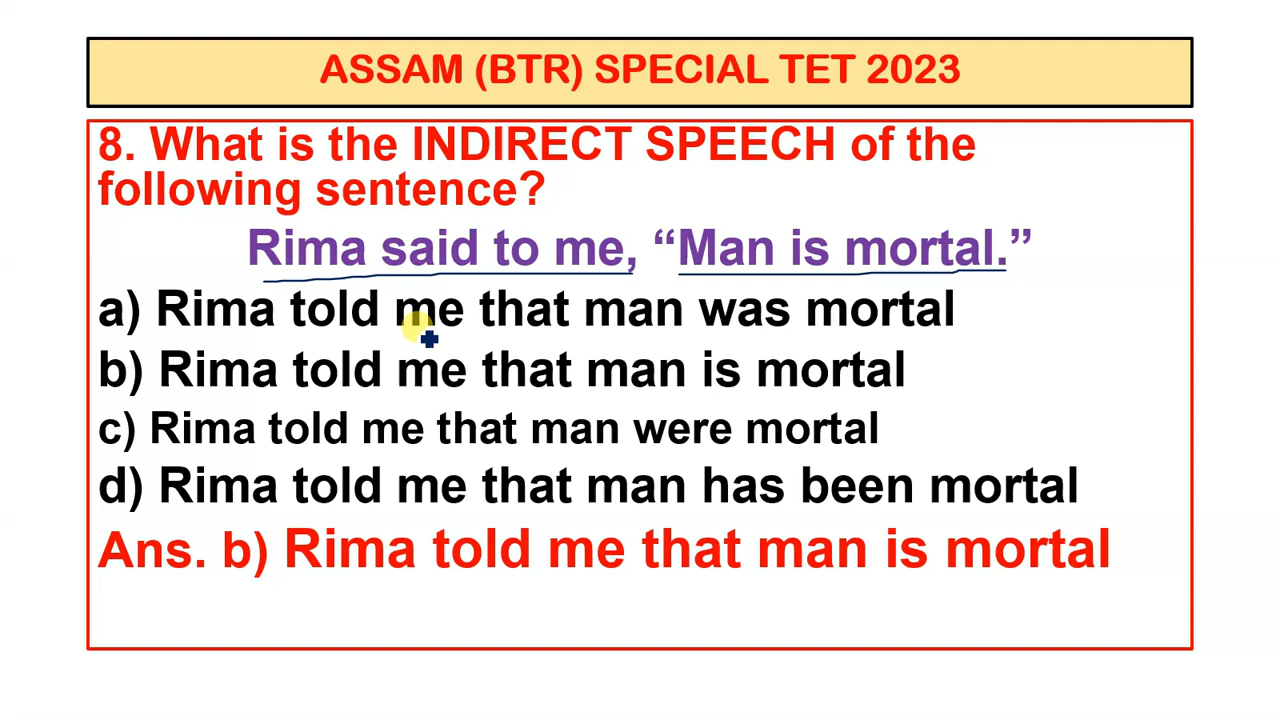 ASSAM (BTR) SPECIAL TET 2023
8. What is the INDIRECT SPEECH of the
following sentence?
Rima said to me, “Man is mortal.”
a) Rima told me that man was mortal
b) Rima told me that man is mortal
c) Rima told me that man were mortal
d) Rima told me that man has been mortal
Ans. b) Rima told me that man is mortal